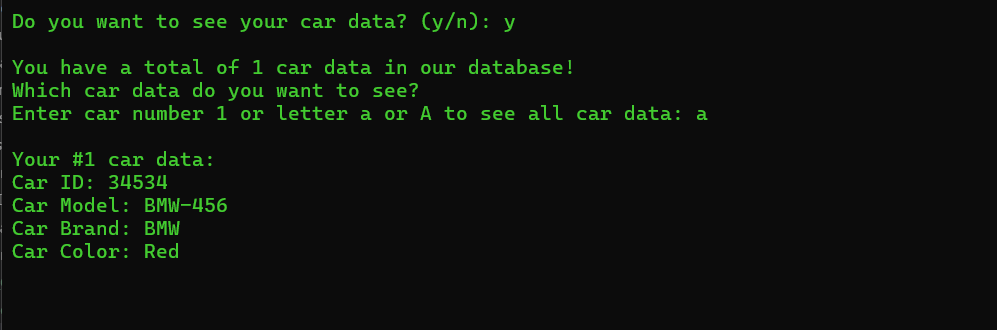 Do you want to see your car data? (y/n): y
You have a total of 1 car data in our database!
Which car data do you want to see?
Enter car number 1 or letter a or A to see all car data: a
Your #1 car data:
Car ID: 34534
Car Model: BMW-456
Car Brand: BMW
Car Color: Red